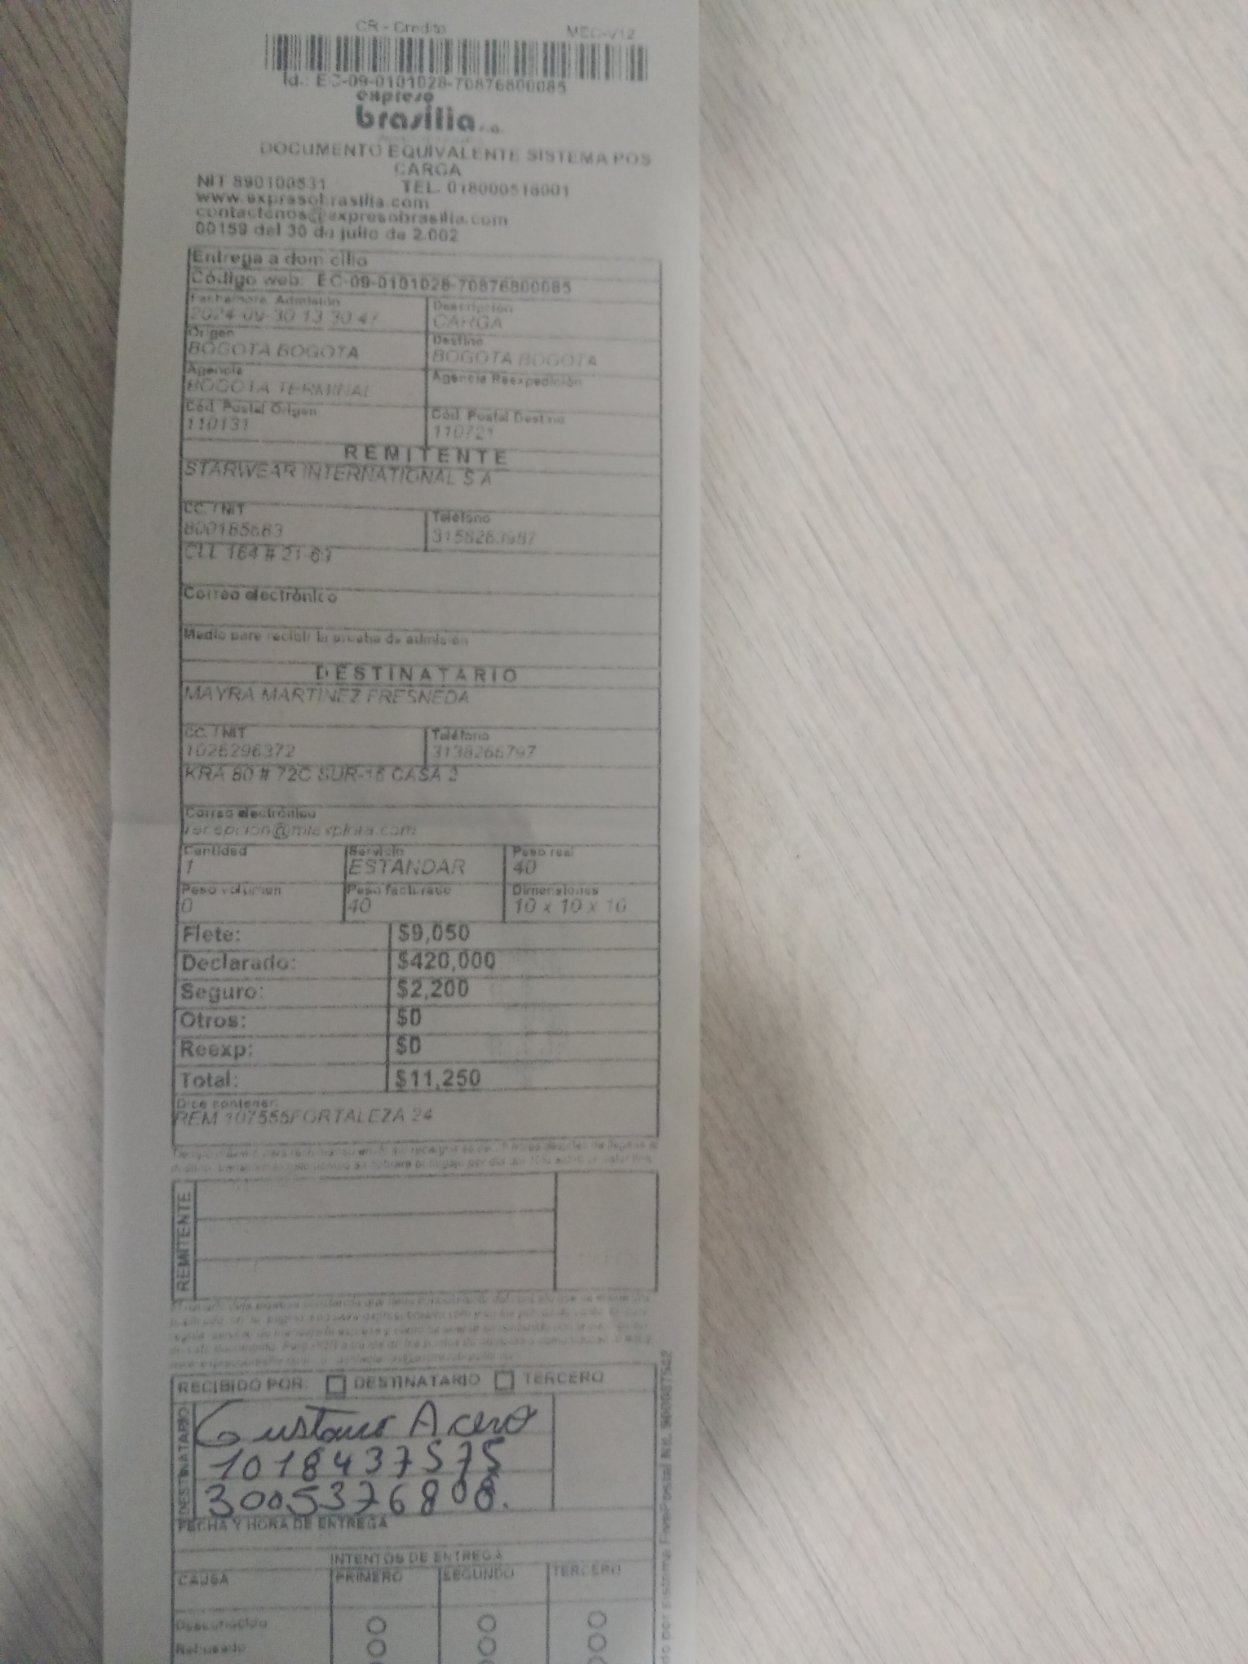 CR - Credito MEC-V12
Id.: EC-09-0101028-70876800085
expreso
brasilia s.a.
DOCUMENTO EQUIVALENTE SISTEMA POS
CARGA
NIT 890100531 TEL. 018000518001
www.expresobrasilia.com
contactenos@expresobrasilia.com
00159 del 30 de julio de 2.002
Entrega a domicilio
Código web: EC-09-0101028-70876800085
Fecha/hora Admisión Descripción
2024-09-30 13:30:47 CARGA
Origen Destino
BOGOTA BOGOTA BOGOTA BOGOTA
Agencia Agencia Reexpedición
BOGOTA TERMINAL
Cód. Postal Origen Cód. Postal Destino
110131 110721
REMITENTE
STARWEAR INTERNATIONAL S A
CC. / NIT Teléfono
CLL 164 # 21-61
Correo electrónico
Medio para recibir la prueba de admisión
DESTINATARIO
MAYRA MARTINEZ FRESNEDA
CC. / NIT Teléfono
1026296372 3138266797
KRA 80 # 72C SUR-16 CASA 2
Correo electrónico
Cantidad Servicio Peso real
1 ESTANDAR 40
Peso volumen Peso facturado Dimensiones
0 40 10 x 10 x 10
Flete: $9,050
Declarado: $420,000
Seguro: $2,200
Otros: $0
Reexp: $0
Total: $11,250
Dice contener:
REM 107555FORTALEZA 24
REMITENTE
RECIBIDO POR: DESTINATARIO TERCERO
DESTINATARIO
Gustavo Acero
1018437575
3005376808.
FECHA Y HORA DE ENTREGA
INTENTOS DE ENTREGA
CAUSA PRIMERO SEGUNDO TERCERO
Desconocido
Rehusado